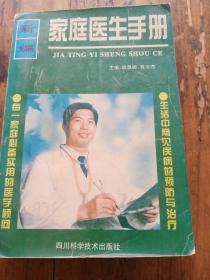 新编
家庭医生手册
JIA TING YI SHENG SHOU CE
生活中常见疾病的预防与治疗
每一家庭必备实用的医学顾问
四川科学技术出版社